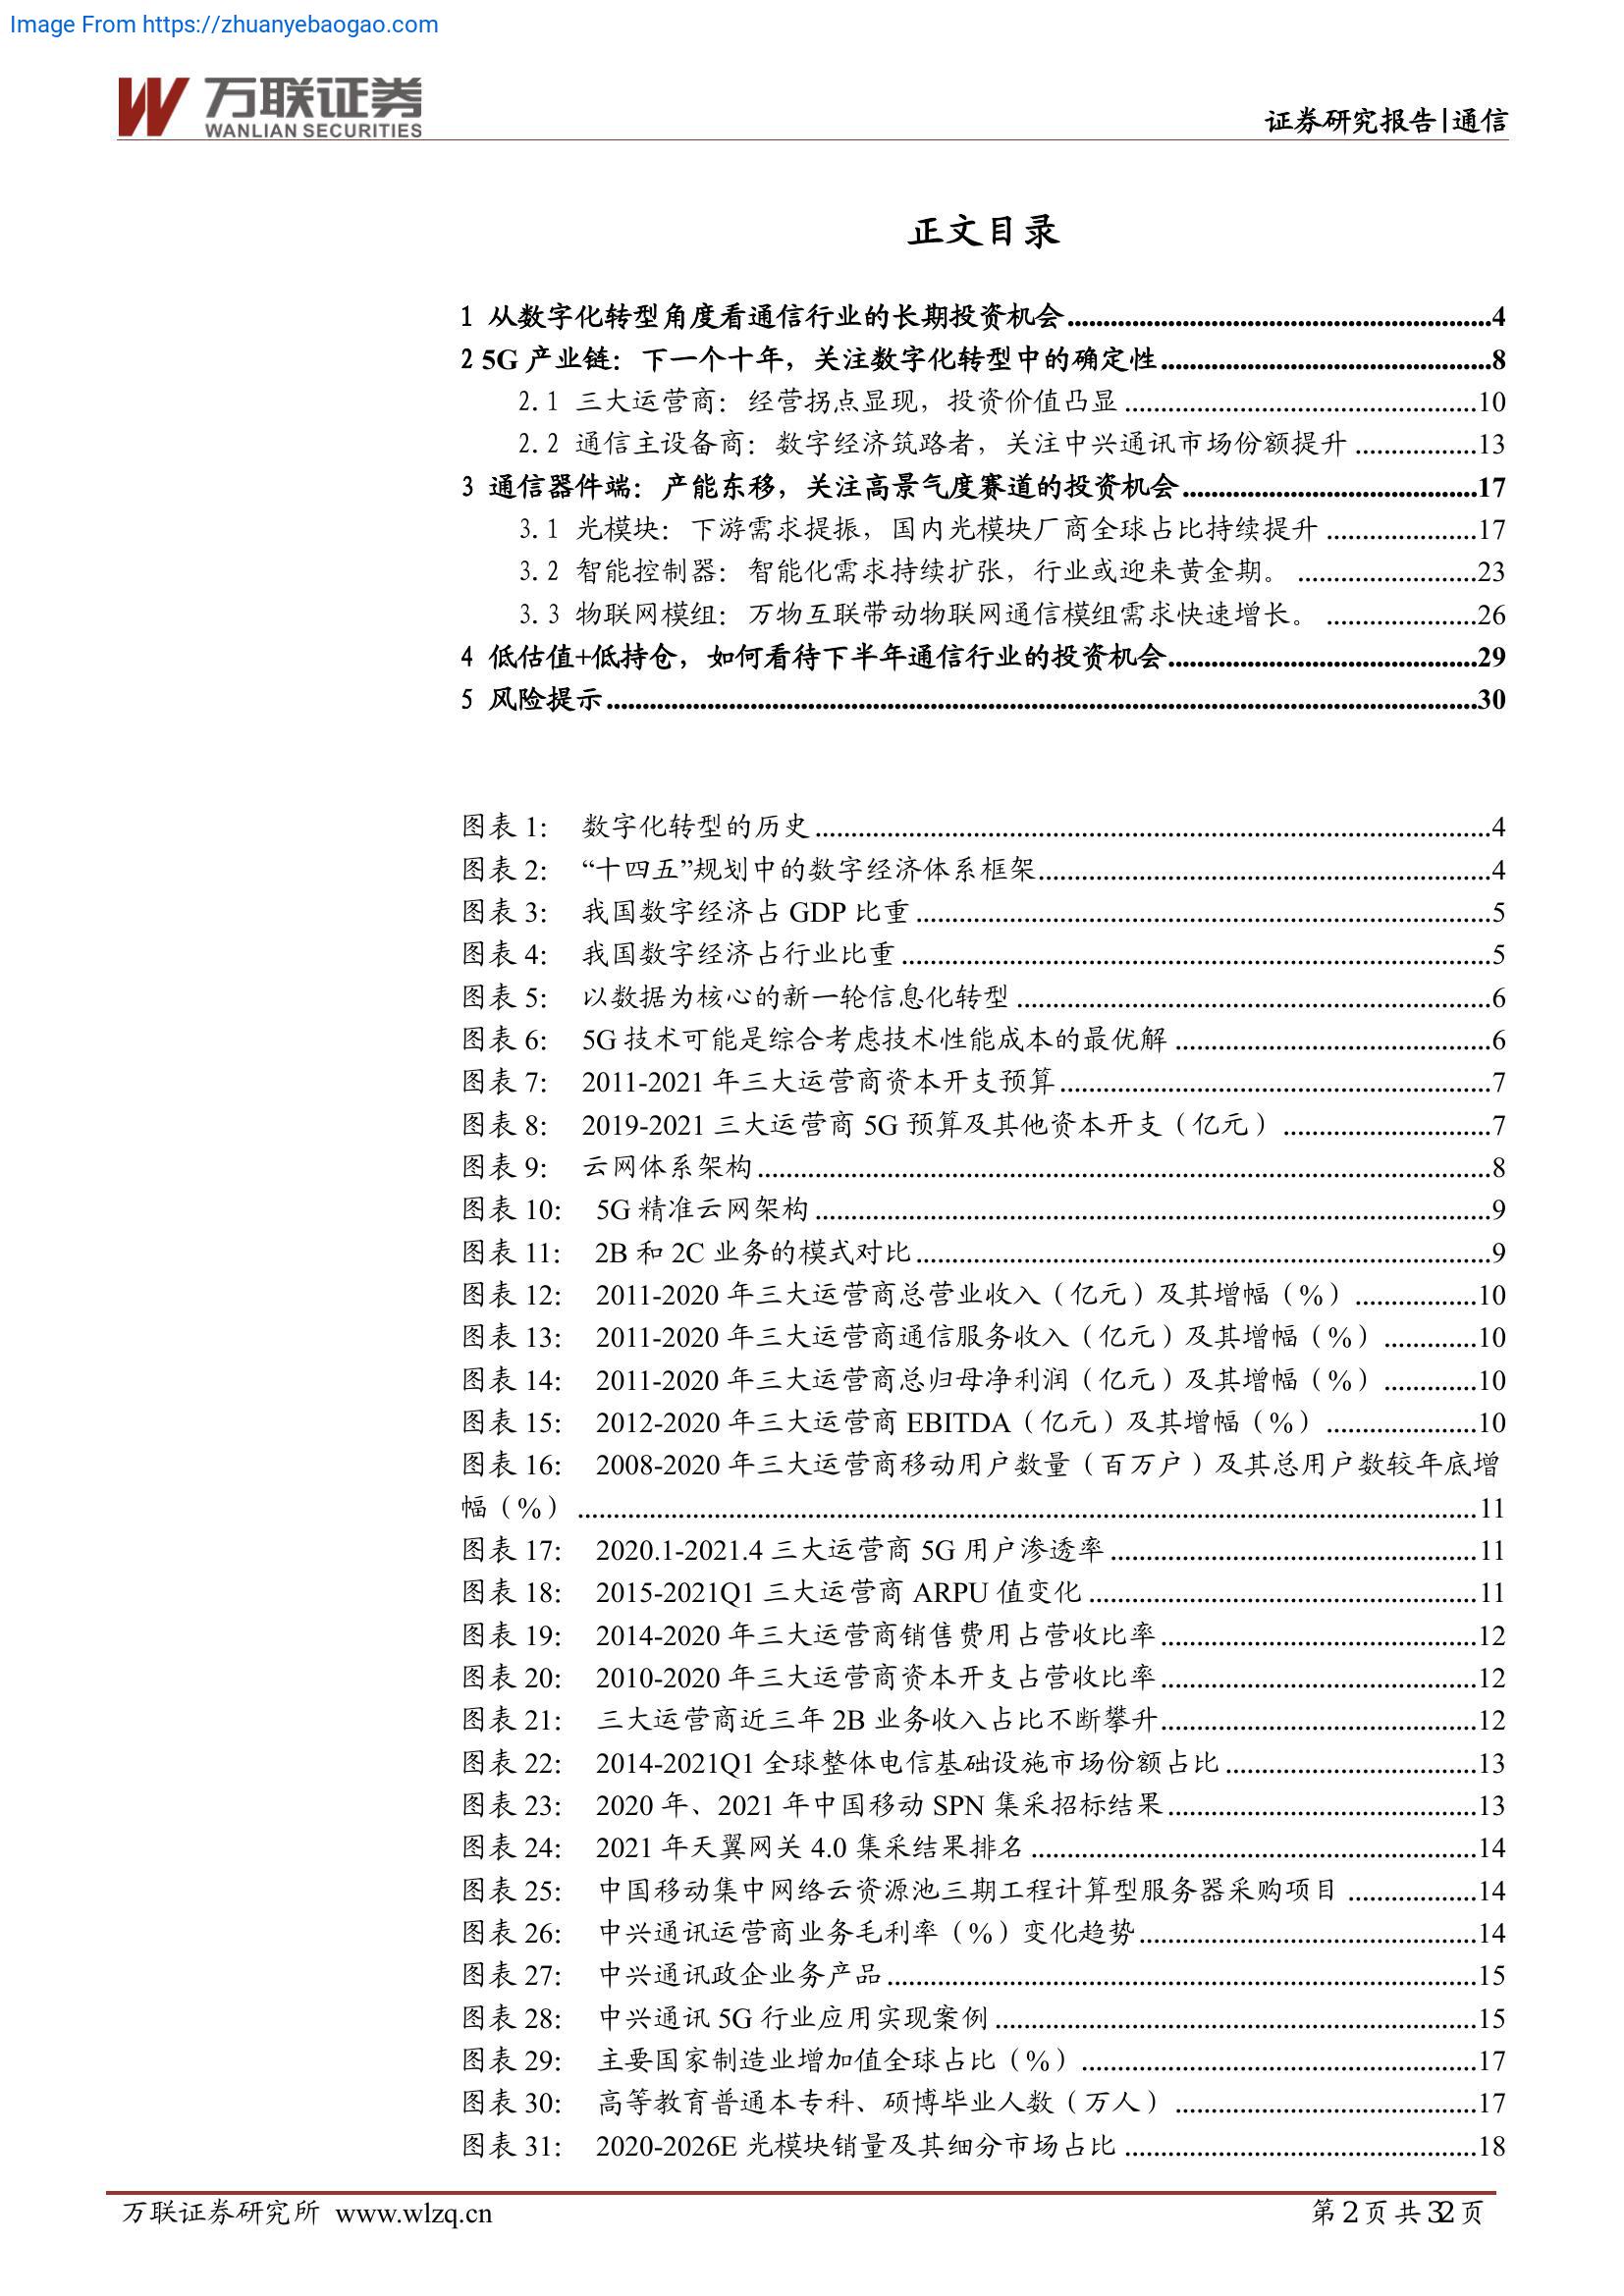 Image From https://zhuanyebaogao.com
万联证券
WANLIAN SECURITIES
证券研究报告|通信
正文目录
1 从数字化转型角度看通信行业的长期投资机会...........................................................4
2 5G 产业链：下一个十年，关注数字化转型中的确定性..............................................8
2.1 三大运营商：经营拐点显现，投资价值凸显 .................................................10
2.2 通信主设备商：数字经济筑路者，关注中兴通讯市场份额提升 .................13
3 通信器件端：产能东移，关注高景气度赛道的投资机会.........................................17
3.1 光模块：下游需求提振，国内光模块厂商全球占比持续提升 .....................17
3.2 智能控制器：智能化需求持续扩张，行业或迎来黄金期。 .........................23
3.3 物联网模组：万物互联带动物联网通信模组需求快速增长。 .....................26
4 低估值+低持仓，如何看待下半年通信行业的投资机会...........................................29
5 风险提示.........................................................................................................................30
图表 1： 数字化转型的历史..............................................................................................4
图表 2： “十四五”规划中的数字经济体系框架...............................................................4
图表 3： 我国数字经济占 GDP 比重 ................................................................................5
图表 4： 我国数字经济占行业比重 ..................................................................................5
图表 5： 以数据为核心的新一轮信息化转型 ..................................................................6
图表 6： 5G 技术可能是综合考虑技术性能成本的最优解 ............................................6
图表 7： 2011-2021 年三大运营商资本开支预算............................................................7
图表 8： 2019-2021 三大运营商 5G 预算及其他资本开支（亿元） .............................7
图表 9： 云网体系架构......................................................................................................8
图表 10： 5G 精准云网架构..............................................................................................9
图表 11： 2B 和 2C 业务的模式对比................................................................................9
图表 12： 2011-2020 年三大运营商总营业收入（亿元）及其增幅（%） .................10
图表 13： 2011-2020 年三大运营商通信服务收入（亿元）及其增幅（%） .............10
图表 14： 2011-2020 年三大运营商总归母净利润（亿元）及其增幅（%） .............10
图表 15： 2012-2020 年三大运营商 EBITDA（亿元）及其增幅（%） .....................10
图表 16： 2008-2020 年三大运营商移动用户数量（百万户）及其总用户数较年底增
幅（%） .............................................................................................................................11
图表 17： 2020.1-2021.4 三大运营商 5G 用户渗透率...................................................11
图表 18： 2015-2021Q1 三大运营商 ARPU 值变化 ......................................................11
图表 19： 2014-2020 年三大运营商销售费用占营收比率............................................12
图表 20： 2010-2020 年三大运营商资本开支占营收比率............................................12
图表 21： 三大运营商近三年 2B 业务收入占比不断攀升............................................12
图表 22： 2014-2021Q1 全球整体电信基础设施市场份额占比...................................13
图表 23： 2020 年、2021 年中国移动 SPN 集采招标结果...........................................13
图表 24： 2021 年天翼网关 4.0 集采结果排名 ..............................................................14
图表 25： 中国移动集中网络云资源池三期工程计算型服务器采购项目 ..................14
图表 26： 中兴通讯运营商业务毛利率（%）变化趋势...............................................14
图表 27： 中兴通讯政企业务产品..................................................................................15
图表 28： 中兴通讯 5G 行业应用实现案例...................................................................15
图表 29： 主要国家制造业增加值全球占比（%） .......................................................17
图表 30： 高等教育普通本专科、硕博毕业人数（万人） ..........................................17
图表 31： 2020-2026E 光模块销量及其细分市场占比 .................................................18
万联证券研究所 www.wlzq.cn
第 2 页 共 32 页